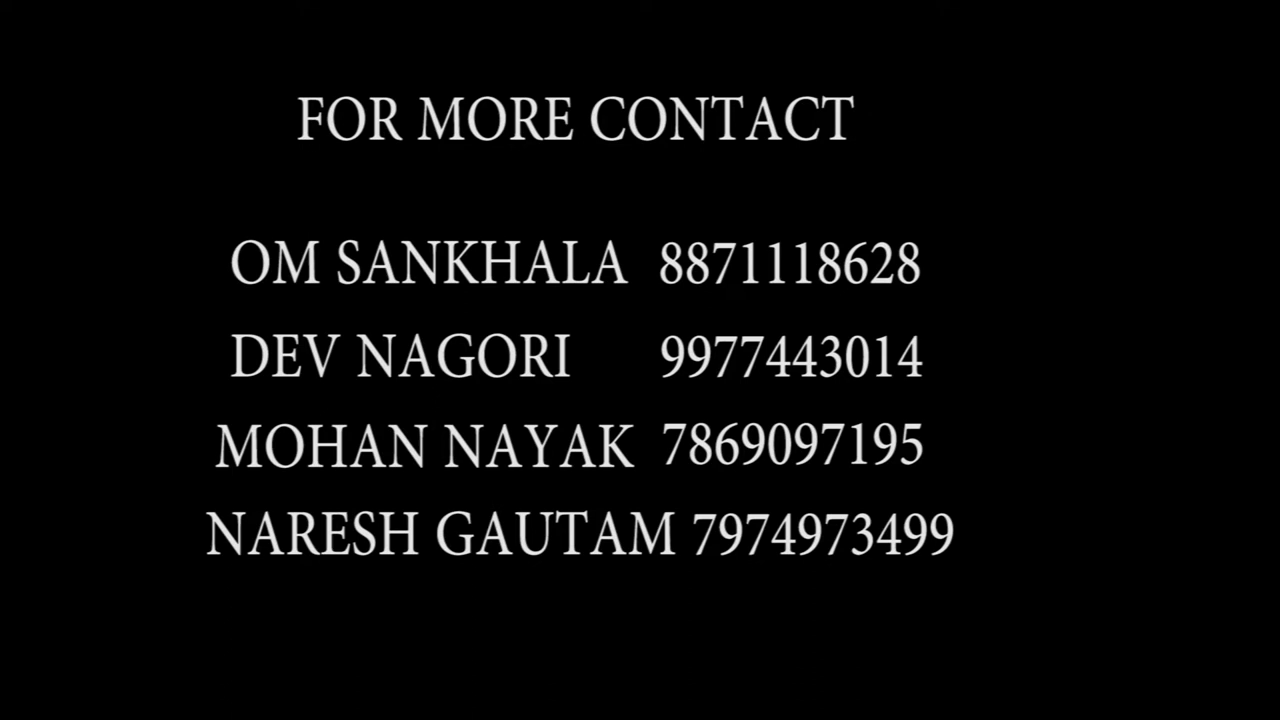 FOR MORE CONTACT
OM SANKHALA 8871118628
DEV NAGORI 9977443014
MOHAN NAYAK 7869097195
NARESH GAUTAM 7974973499